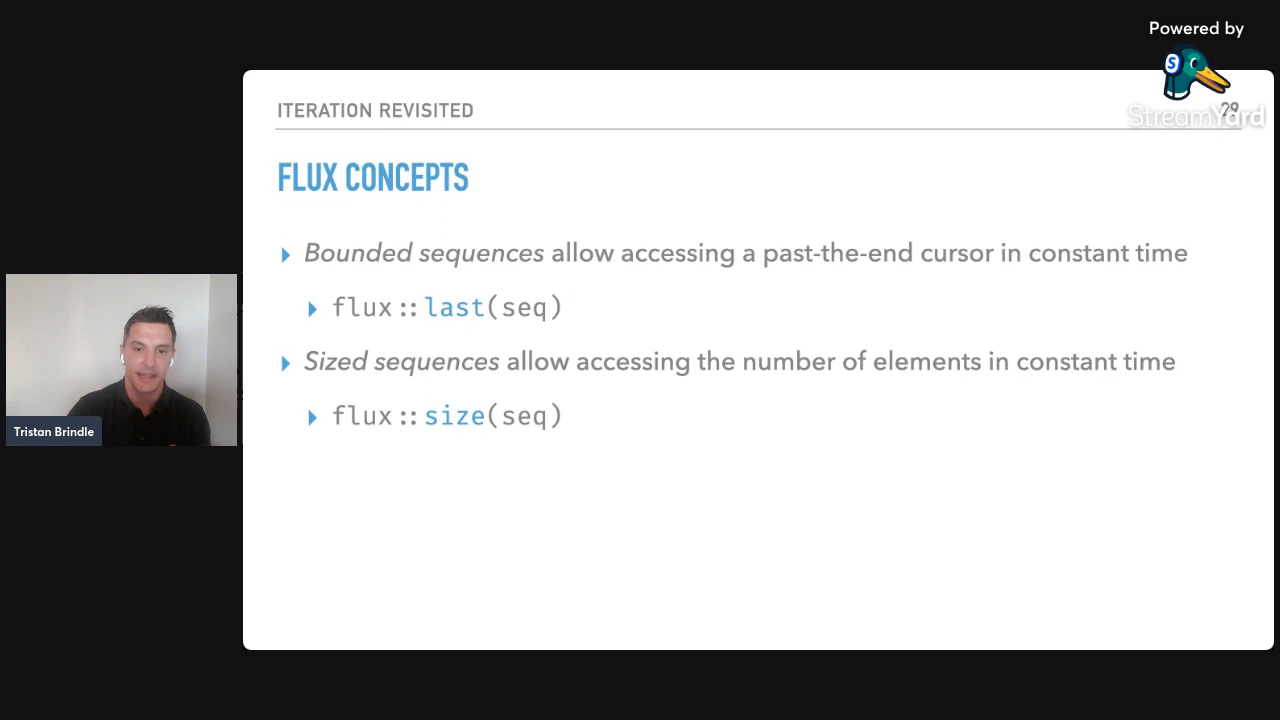 Powered by
StreamYard
ITERATION REVISITED
29
FLUX CONCEPTS
Bounded sequences allow accessing a past-the-end cursor in constant time
flux::last(seq)
Sized sequences allow accessing the number of elements in constant time
flux::size(seq)
Tristan Brindle